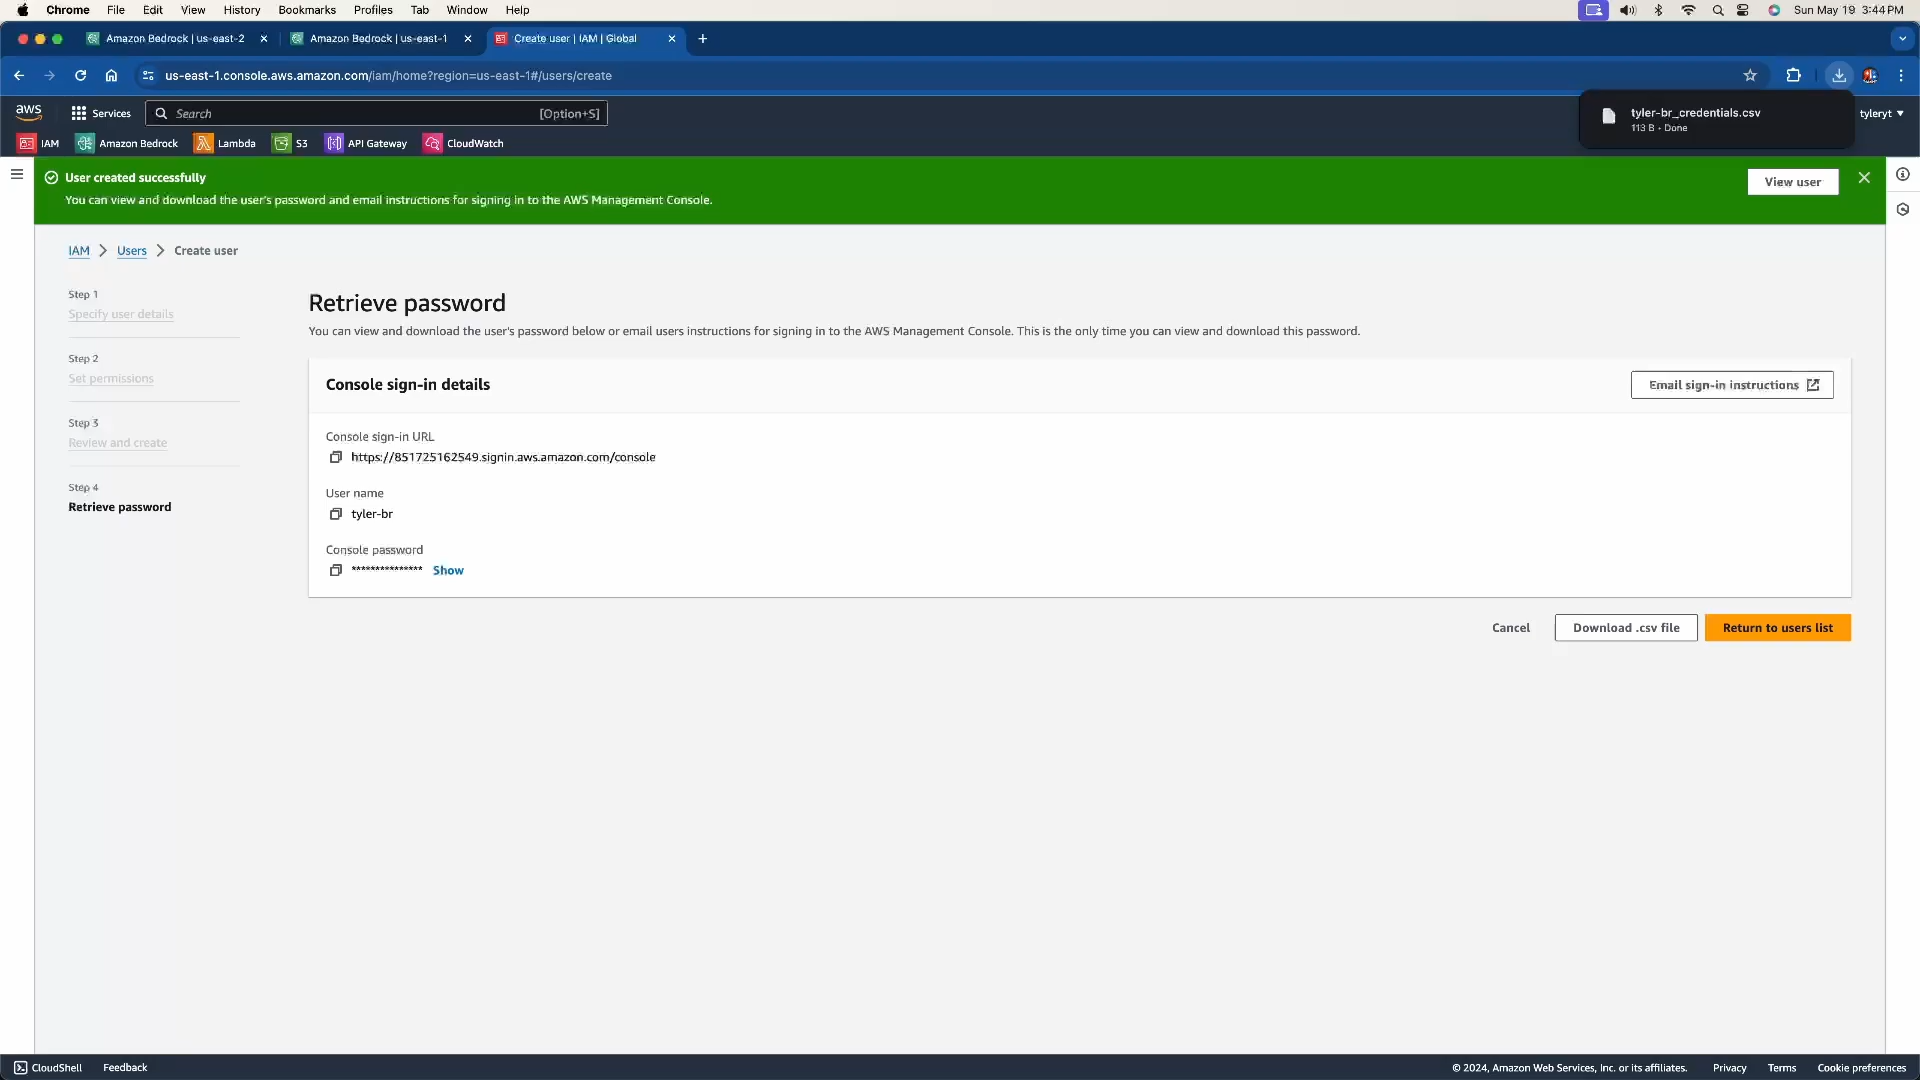 Chrome File Edit View History Bookmarks Profiles Tab Window Help Sun May 19 3:44 PM
Amazon Bedrock | us-east-2 Amazon Bedrock | us-east-1 Create user | IAM | Global
us-east-1.console.aws.amazon.com/iam/home?region=us-east-1#/users/create
aws Services Search [Option+S] tyleryt
tyler-br_credentials.csv
113 B • Done
IAM Amazon Bedrock Lambda S3 API Gateway CloudWatch
User created successfully
You can view and download the user's password and email instructions for signing in to the AWS Management Console.
View user
IAM Users Create user
Step 1
Specify user details
Step 2
Set permissions
Step 3
Review and create
Step 4
Retrieve password
Retrieve password
You can view and download the user's password below or email users instructions for signing in to the AWS Management Console. This is the only time you can view and download this password.
Console sign-in details
Email sign-in instructions
Console sign-in URL
https://851725162549.signin.aws.amazon.com/console
User name
tyler-br
Console password
*************** Show
Cancel Download .csv file Return to users list
CloudShell Feedback © 2024, Amazon Web Services, Inc. or its affiliates. Privacy Terms Cookie preferences